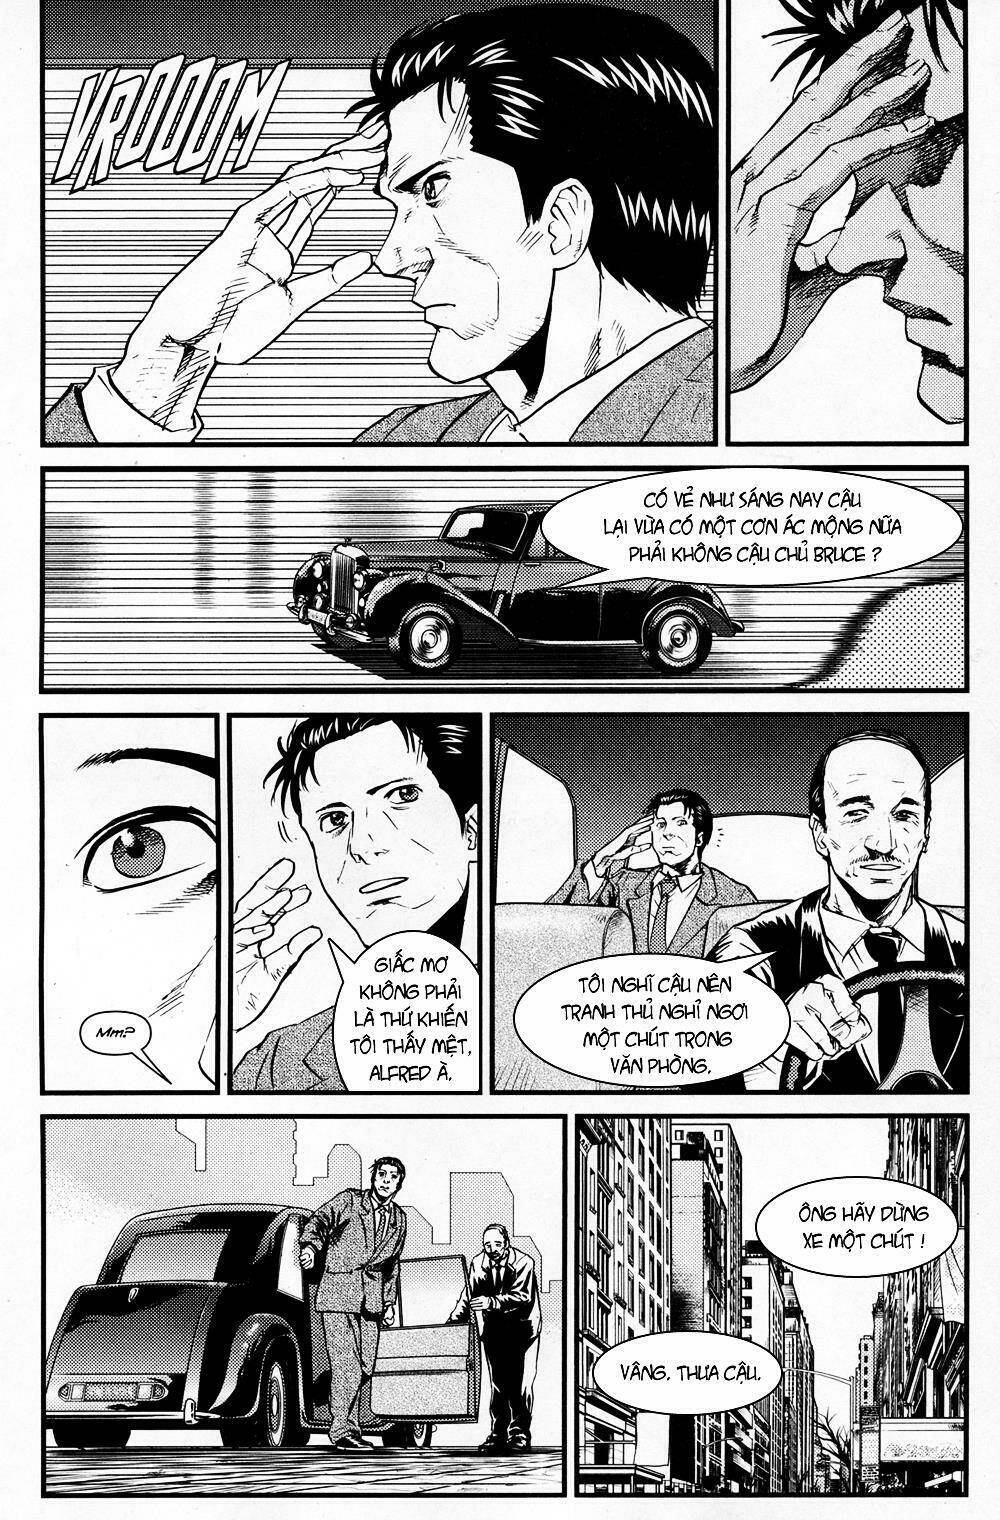 VROOOM
CÓ VẺ NHƯ SÁNG NAY CẬU
LẠI VỪA CÓ MỘT CƠN ÁC MỘNG NỮA
PHẢI KHÔNG CẬU CHỦ BRUCE ?
Mm?
GIẤC MƠ
KHÔNG PHẢI
LÀ THỨ KHIẾN
TÔI THẤY MỆT,
ALFRED À.
TÔI NGHĨ CẬU NÊN
TRANH THỦ NGHỈ NGƠI
MỘT CHÚT TRONG
VĂN PHÒNG.
ÔNG HÃY DỪNG
XE MỘT CHÚT !
VÂNG, THƯA CẬU.